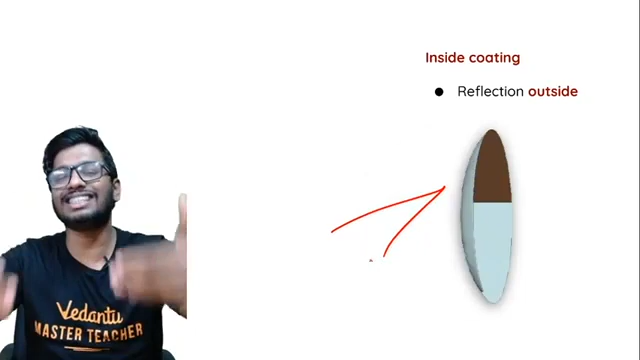 Inside coating
● Reflection outside
Vedantu
MASTER TEACHER